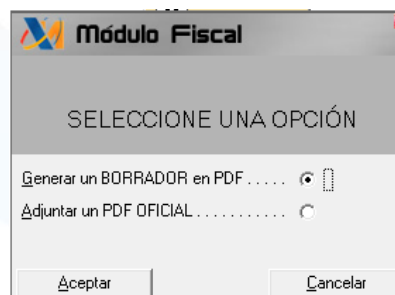 Módulo Fiscal
SELECCIONE UNA OPCIÓN
Generar un BORRADOR en PDF . . . . .
Adjuntar un PDF OFICIAL . . . . . . . . . . .
Aceptar
Cancelar